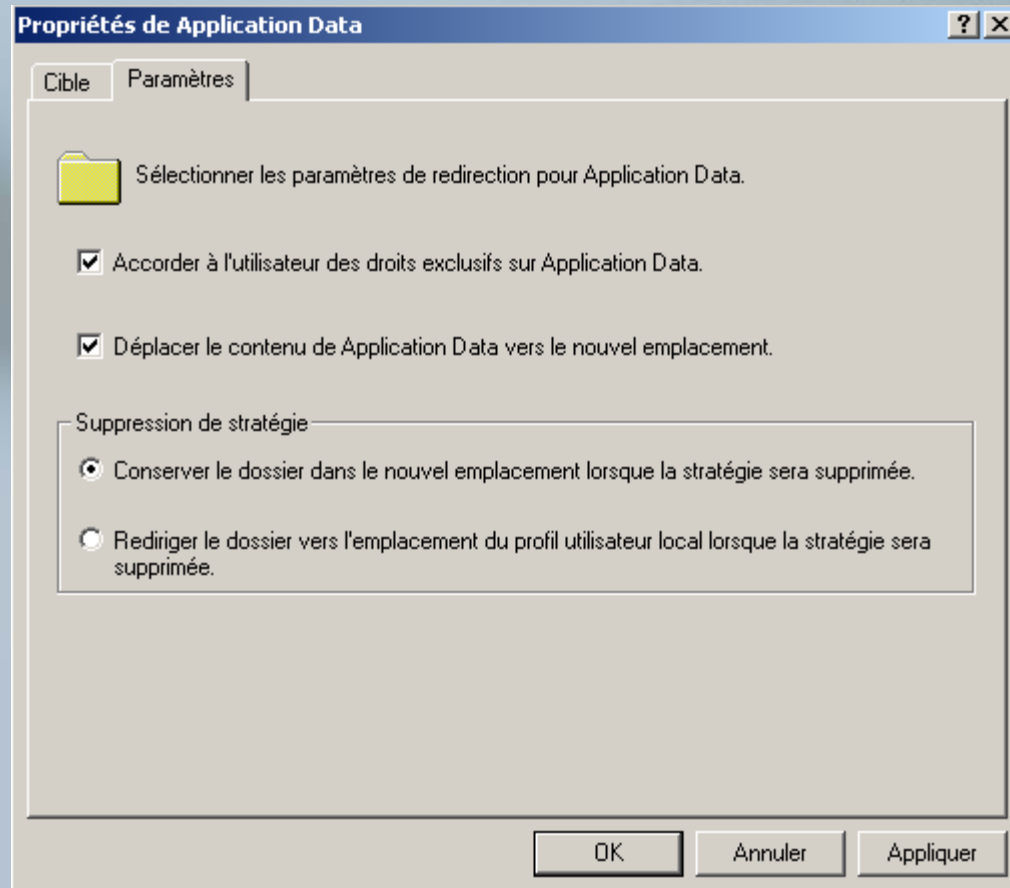 Propriétés de Application Data
Cible
Paramètres
Sélectionner les paramètres de redirection pour Application Data.
Accorder à l'utilisateur des droits exclusifs sur Application Data.
Déplacer le contenu de Application Data vers le nouvel emplacement.
Suppression de stratégie
Conserver le dossier dans le nouvel emplacement lorsque la stratégie sera supprimée.
Rediriger le dossier vers l'emplacement du profil utilisateur local lorsque la stratégie sera
supprimée.
OK
Annuler
Appliquer